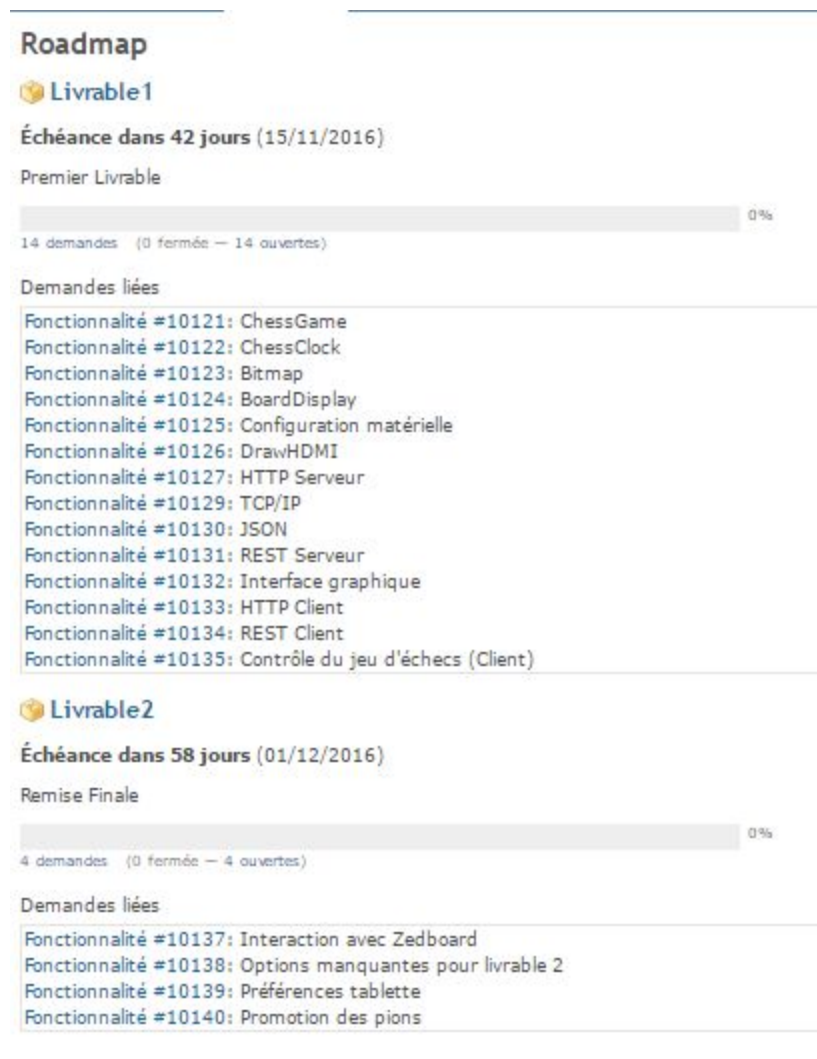 Roadmap
Livrable1
Échéance dans 42 jours (15/11/2016)
Premier Livrable
0%
14 demandes (0 fermée — 14 ouvertes)
Demandes liées
Fonctionnalité #10121: ChessGame
Fonctionnalité #10122: ChessClock
Fonctionnalité #10123: Bitmap
Fonctionnalité #10124: BoardDisplay
Fonctionnalité #10125: Configuration matérielle
Fonctionnalité #10126: DrawHDMI
Fonctionnalité #10127: HTTP Serveur
Fonctionnalité #10129: TCP/IP
Fonctionnalité #10130: JSON
Fonctionnalité #10131: REST Serveur
Fonctionnalité #10132: Interface graphique
Fonctionnalité #10133: HTTP Client
Fonctionnalité #10134: REST Client
Fonctionnalité #10135: Contrôle du jeu d'échecs (Client)
Livrable2
Échéance dans 58 jours (01/12/2016)
Remise Finale
0%
4 demandes (0 fermée — 4 ouvertes)
Demandes liées
Fonctionnalité #10137: Interaction avec Zedboard
Fonctionnalité #10138: Options manquantes pour livrable 2
Fonctionnalité #10139: Préférences tablette
Fonctionnalité #10140: Promotion des pions